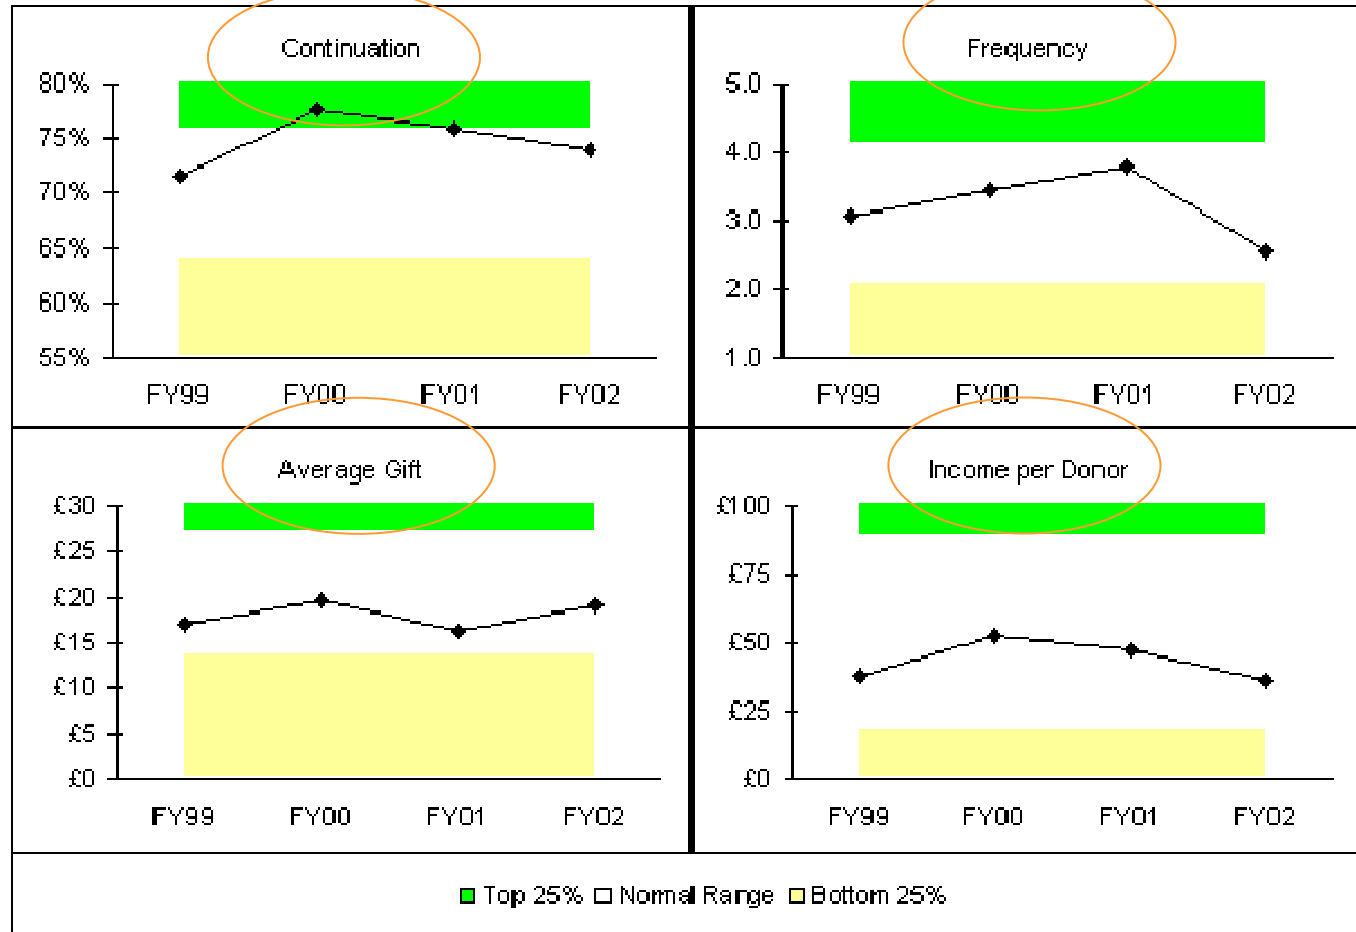 Continuation
80%
75%
70%
65%
60%
55%
FY99 FY00 FY01 FY02
Frequency
5.0
4.0
3.0
2.0
1.0
FY99 FY00 FY01 FY02
Average Gift
£30
£25
£20
£15
£10
£5
£0
FY99 FY00 FY01 FY02
Income per Donor
£100
£75
£50
£25
£0
FY99 FY00 FY01 FY02
Top 25% Normal Range Bottom 25%